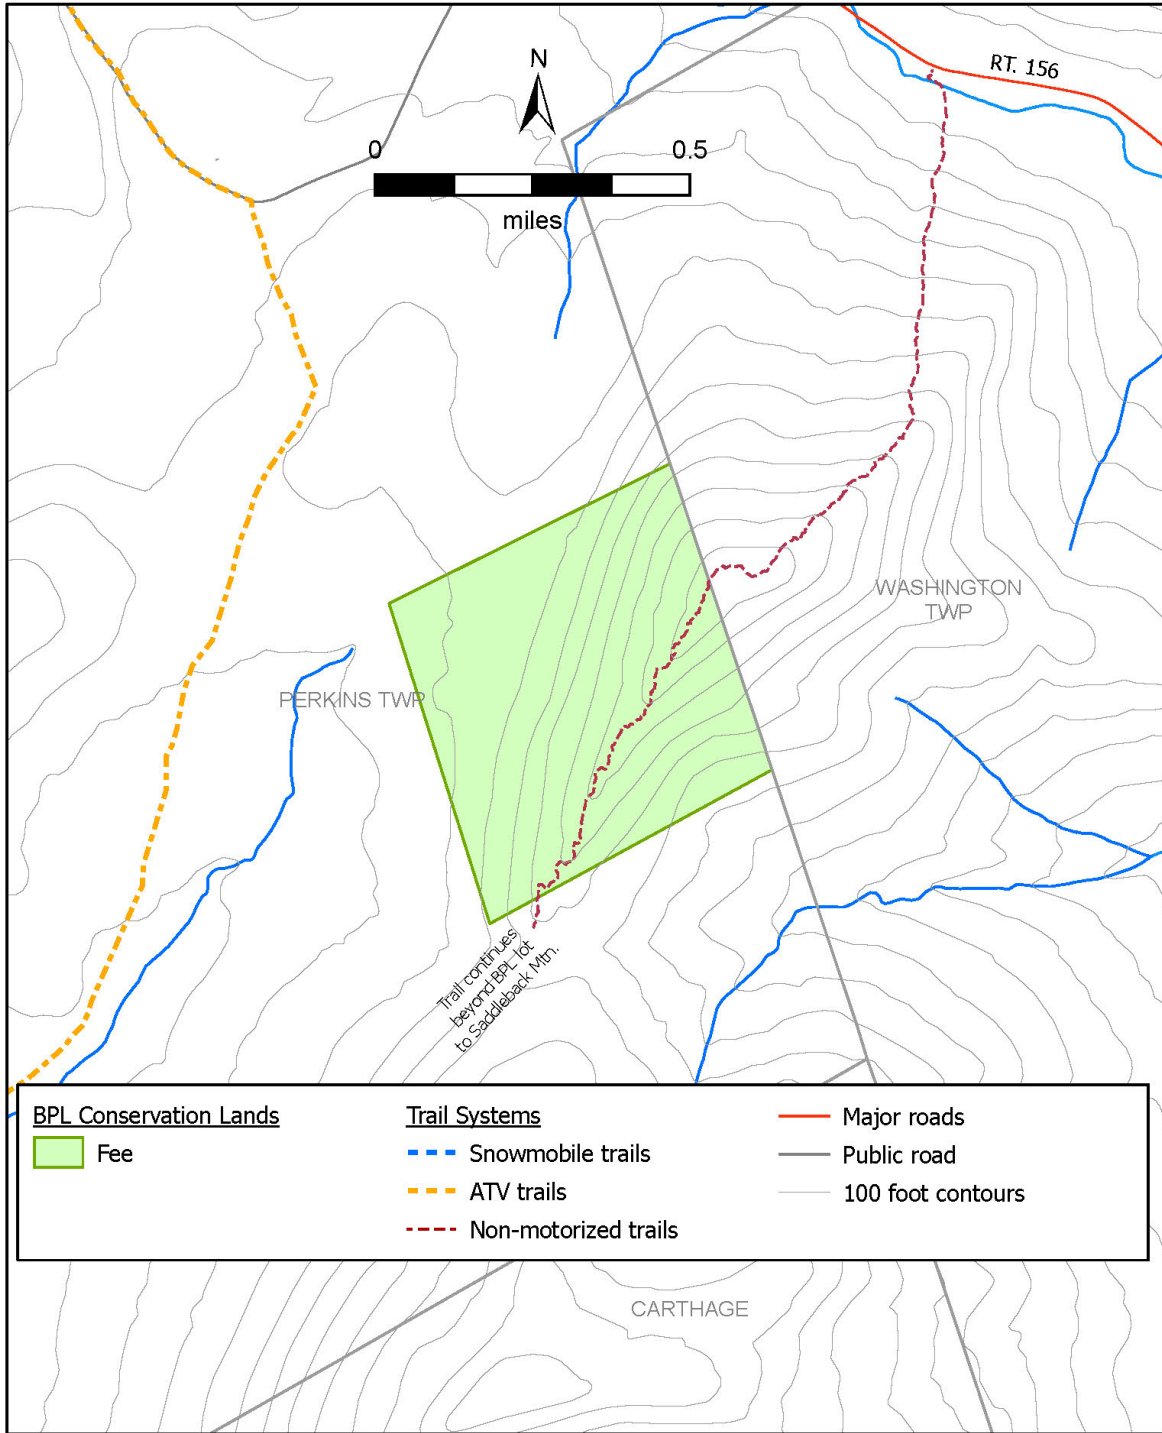 RT. 156
N
0
0.5
miles
WASHINGTON
TWP
PERKINS TWP
Trail continues
beyond BPL lot
to Saddleback Mtn.
BPL Conservation Lands
Fee
Trail Systems
Snowmobile trails
ATV trails
Non-motorized trails
Major roads
Public road
100 foot contours
CARTHAGE